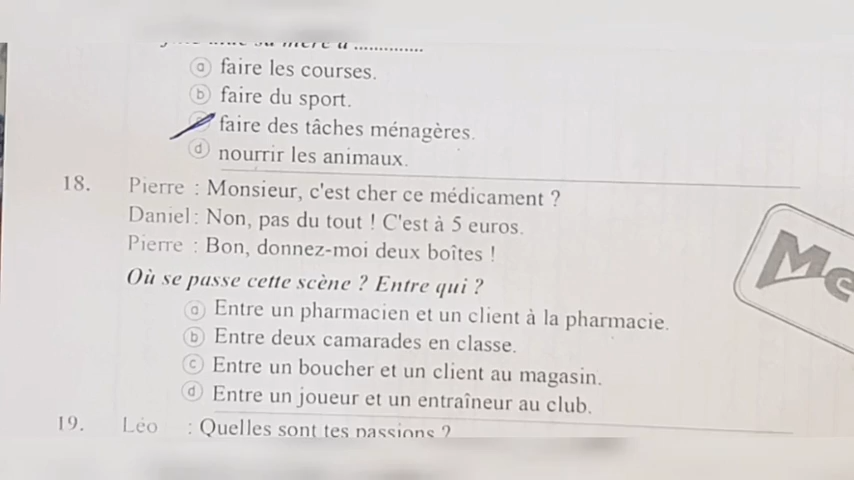 sa mère à ..............
ⓐ faire les courses.
ⓑ faire du sport.
faire des tâches ménagères.
ⓓ nourrir les animaux.
18. Pierre : Monsieur, c'est cher ce médicament ?
Daniel : Non, pas du tout ! C'est à 5 euros.
Pierre : Bon, donnez-moi deux boîtes !
Où se passe cette scène ? Entre qui ?
ⓐ Entre un pharmacien et un client à la pharmacie.
ⓑ Entre deux camarades en classe.
ⓒ Entre un boucher et un client au magasin.
ⓓ Entre un joueur et un entraîneur au club.
19. Léo : Quelles sont tes passions ?